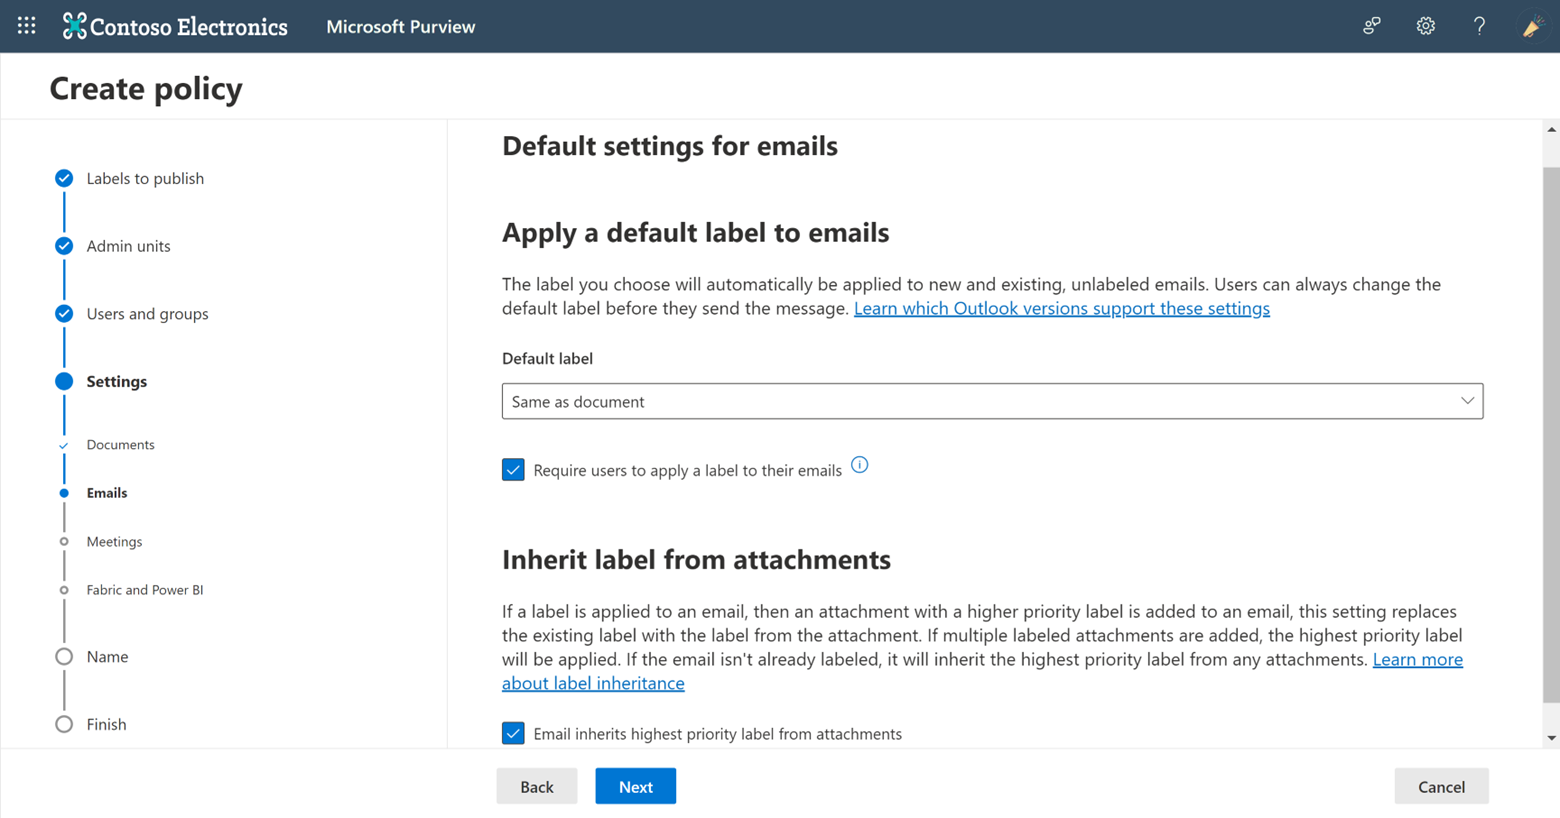 Contoso Electronics
Microsoft Purview
Create policy
Labels to publish
Admin units
Users and groups
Settings
Documents
Emails
Meetings
Fabric and Power BI
Name
Finish
Default settings for emails
Apply a default label to emails
The label you choose will automatically be applied to new and existing, unlabeled emails. Users can always change the
default label before they send the message. Learn which Outlook versions support these settings
Default label
Same as document
Require users to apply a label to their emails
Inherit label from attachments
If a label is applied to an email, then an attachment with a higher priority label is added to an email, this setting replaces
the existing label with the label from the attachment. If multiple labeled attachments are added, the highest priority label
will be applied. If the email isn't already labeled, it will inherit the highest priority label from any attachments. Learn more
about label inheritance
Email inherits highest priority label from attachments
Back
Next
Cancel